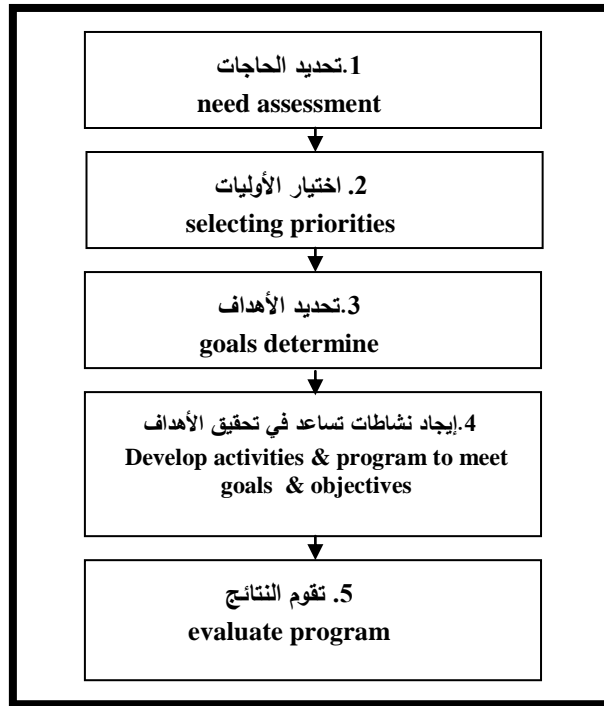 1.تحديد الحاجات
need assessment
2. اختيار الأوليات
selecting priorities
3.تحديد الأهداف
goals determine
4.إيجاد نشاطات تساعد في تحقيق الأهداف
Develop activities & program to meet
goals & objectives
5. تقوم النتائج
evaluate program